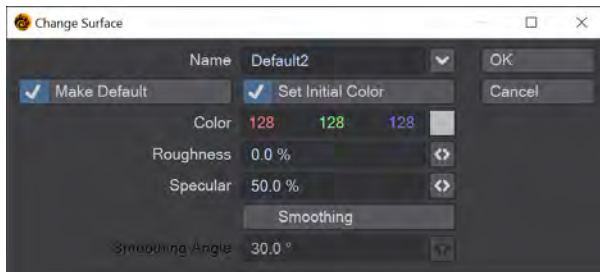 Change Surface
Name Default2 OK
Make Default Set Initial Color Cancel
Color 128 128 128
Roughness 0.0 %
Specular 50.0 %
Smoothing
Smoothing Angle 30.0 °